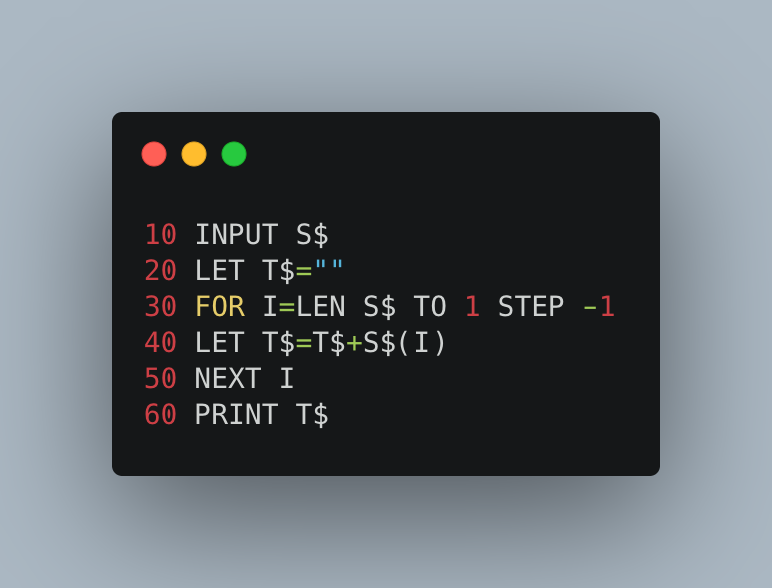 10 INPUT S$
20 LET T$=""
30 FOR I=LEN S$ TO 1 STEP -1
40 LET T$=T$+S$(I)
50 NEXT I
60 PRINT T$